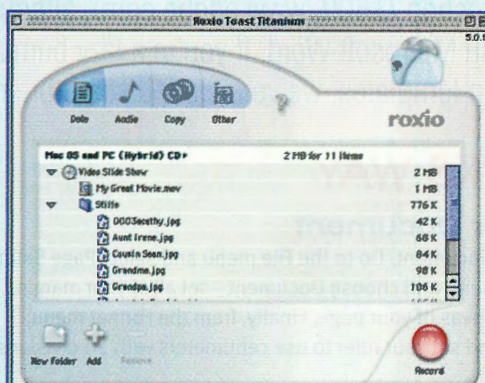 Roxio Toast Titanium
5.0.1
Data Audio Copy Other
?
roxio
Mac OS and PC (Hybrid) CD 2 MB for 11 items
Video Slide Show 2 MB
My Great Movie.mov 1 MB
Stills 776 K
0003acathy.jpg 42 K
Aunt Irene.jpg 66 K
Cousin Sean.jpg 84 K
Grandma.jpg 98 K
Grandpa.jpg 106 K
New Folder Add Remove Record